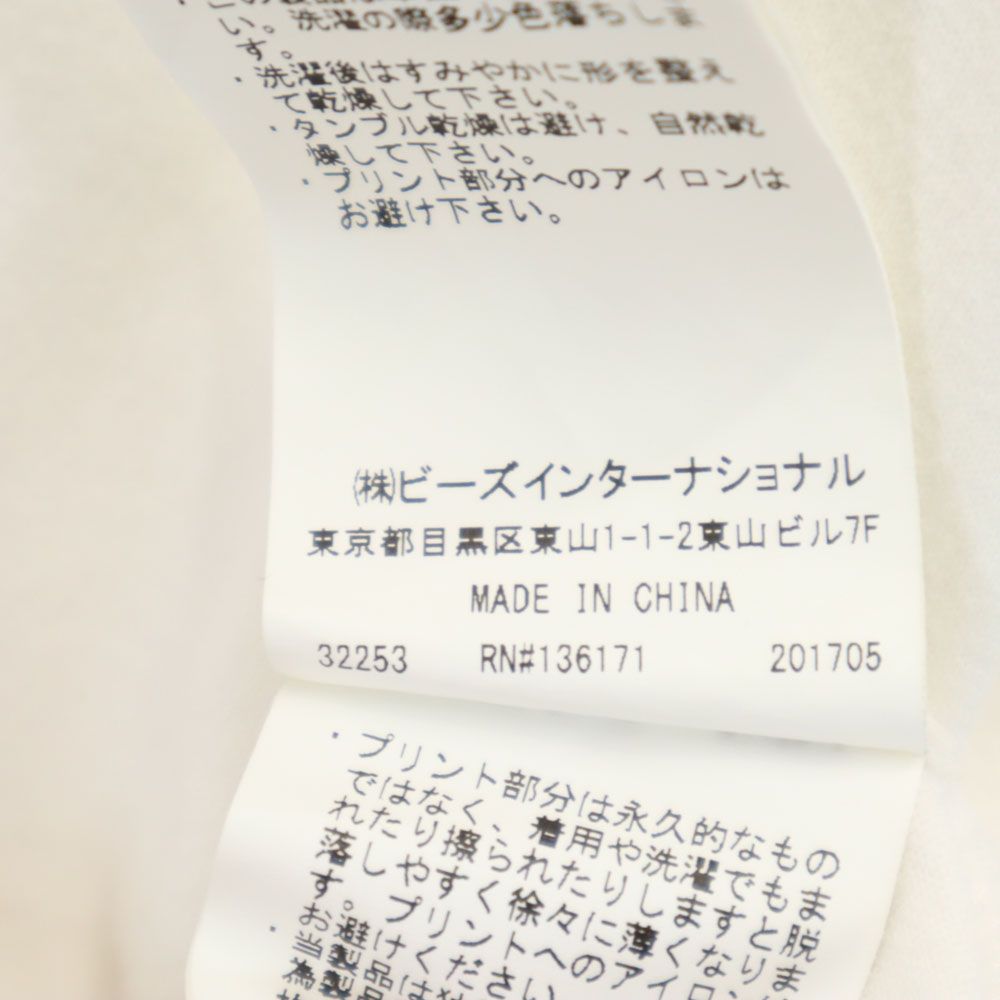 い。洗濯の際多少色落ちしま
す。
・洗濯後はすみやかに形を整え
て乾燥して下さい。
・タンブル乾燥は避け、自然乾
燥して下さい。
・プリント部分へのアイロンは
お避け下さい。
㈱ビーズインターナショナル
東京都目黒区東山1-1-2東山ビル7F
MADE IN CHINA
32253 RN#136171 201705
・プリント部分は永久的なもの
ではなく、着用や洗濯でもま
れたり擦られたりしますと脱
落しやすく徐々に薄くなりま
す。プリントへのアイロ
お避けください
当製品は
為製品